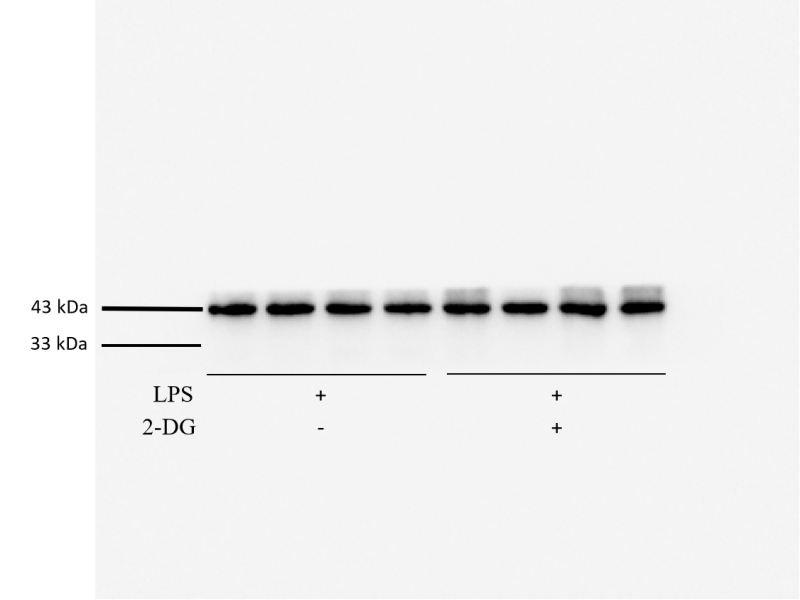 43 kDa
33 kDa
LPS + +
2-DG - +